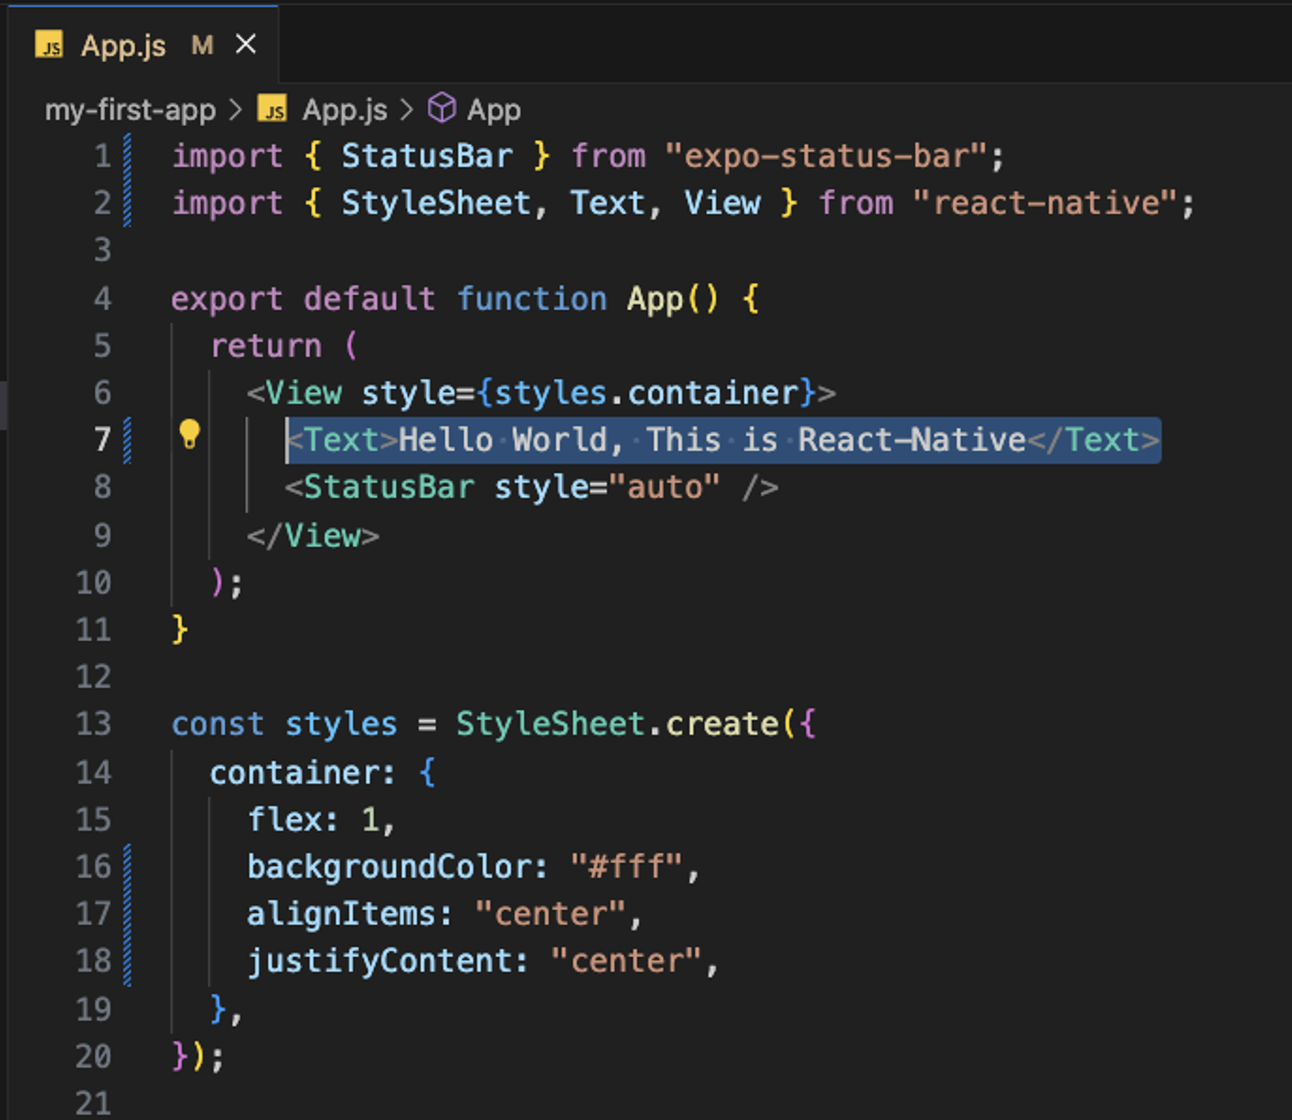 JS App.js M
my-first-app > JS App.js > App
1 import { StatusBar } from "expo-status-bar";
2 import { StyleSheet, Text, View } from "react-native";
3
4 export default function App() {
5   return (
6     <View style={styles.container}>
7       <Text>Hello World, This is React-Native</Text>
8       <StatusBar style="auto" />
9     </View>
10   );
11 }
12
13 const styles = StyleSheet.create({
14   container: {
15     flex: 1,
16     backgroundColor: "#fff",
17     alignItems: "center",
18     justifyContent: "center",
19   },
20 });
21